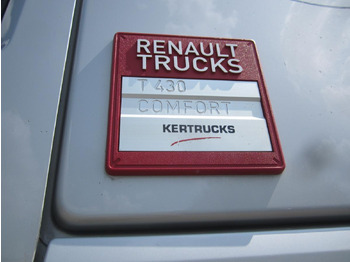 RENAULT
TRUCKS
T 430
COMFORT
KERTRUCKS